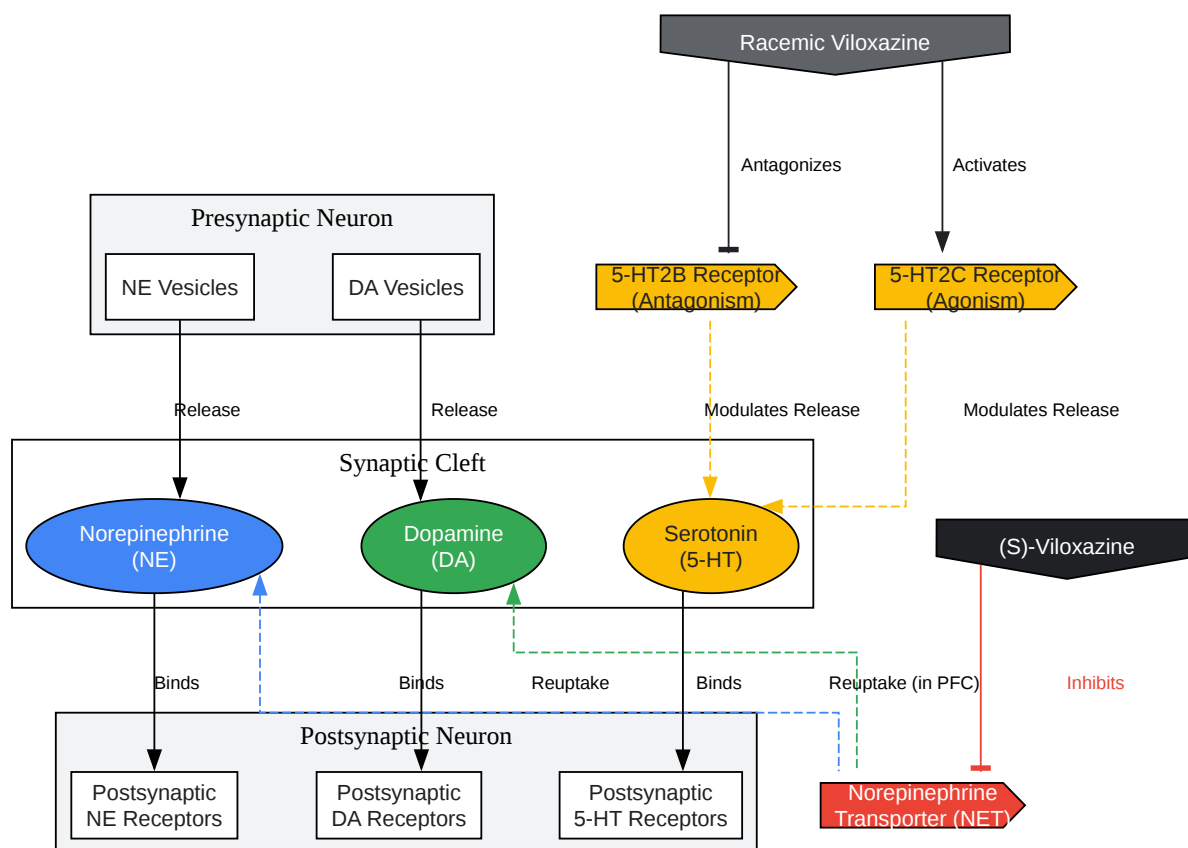 Racemic Viloxazine
Antagonizes
Activates
Presynaptic Neuron
NE Vesicles
DA Vesicles
5-HT2B Receptor
(Antagonism)
5-HT2C Receptor
(Agonism)
Release
Release
Modulates Release
Modulates Release
Synaptic Cleft
Norepinephrine
(NE)
Dopamine
(DA)
Serotonin
(5-HT)
(S)-Viloxazine
Binds
Binds
Reuptake
Binds
Reuptake (in PFC)
Inhibits
Postsynaptic Neuron
Postsynaptic
NE Receptors
Postsynaptic
DA Receptors
Postsynaptic
5-HT Receptors
Norepinephrine
Transporter (NET)